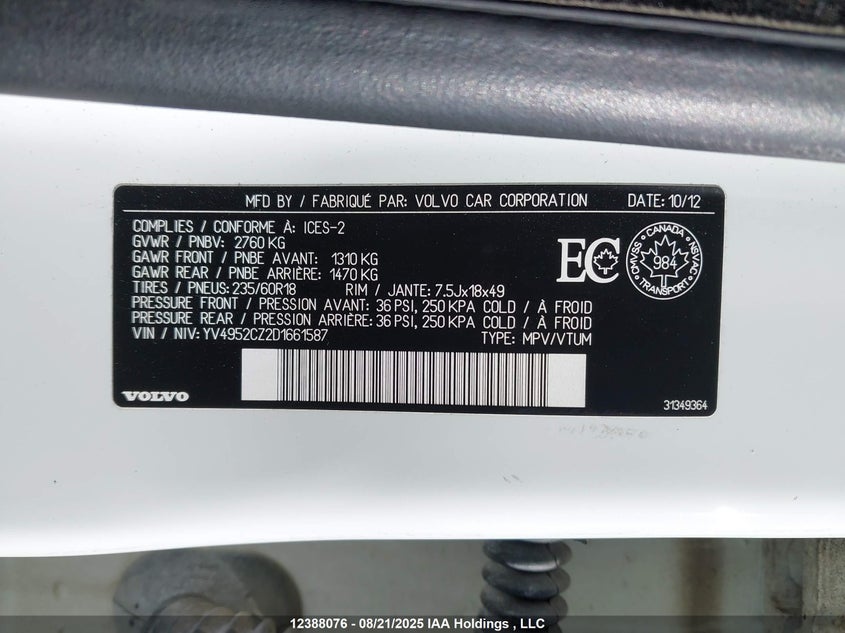 MFD BY / FABRIQUÉ PAR: VOLVO CAR CORPORATION DATE: 10/12
COMPLIES / CONFORME À: ICES-2
GVWR / PNBV: 2760 KG
GAWR FRONT / PNBE AVANT: 1310 KG
GAWR REAR / PNBE ARRIÈRE: 1470 KG
TIRES / PNEUS: 235/60R18 RIM / JANTE: 7.5Jx18x49
PRESSURE FRONT / PRESSION AVANT: 36 PSI, 250 KPA COLD / À FROID
PRESSURE REAR / PRESSION ARRIÈRE: 36 PSI, 250 KPA COLD / À FROID
VIN / NIV: YV4952CZ2D1661587 TYPE: MPV/VTUM
EC
CANADA
CMVSS 984 NSVAC
TRANSPORT
VOLVO 31349364
12388076 - 08/21/2025 IAA Holdings, LLC